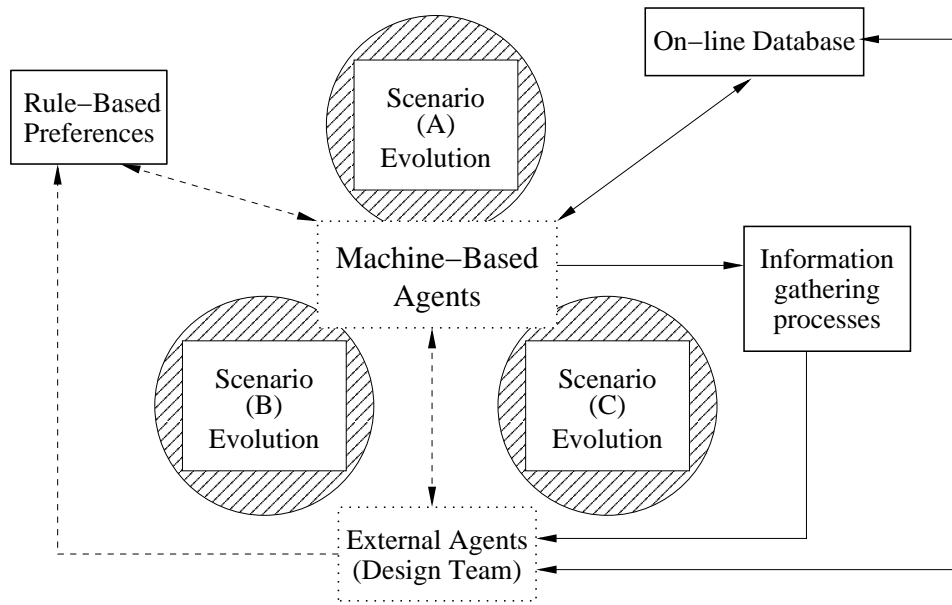 On−line Database
Rule−Based
Preferences
Scenario
(A)
Evolution
Machine−Based
Agents
Information
gathering
processes
Scenario
(B)
Evolution
Scenario
(C)
Evolution
External Agents
(Design Team)